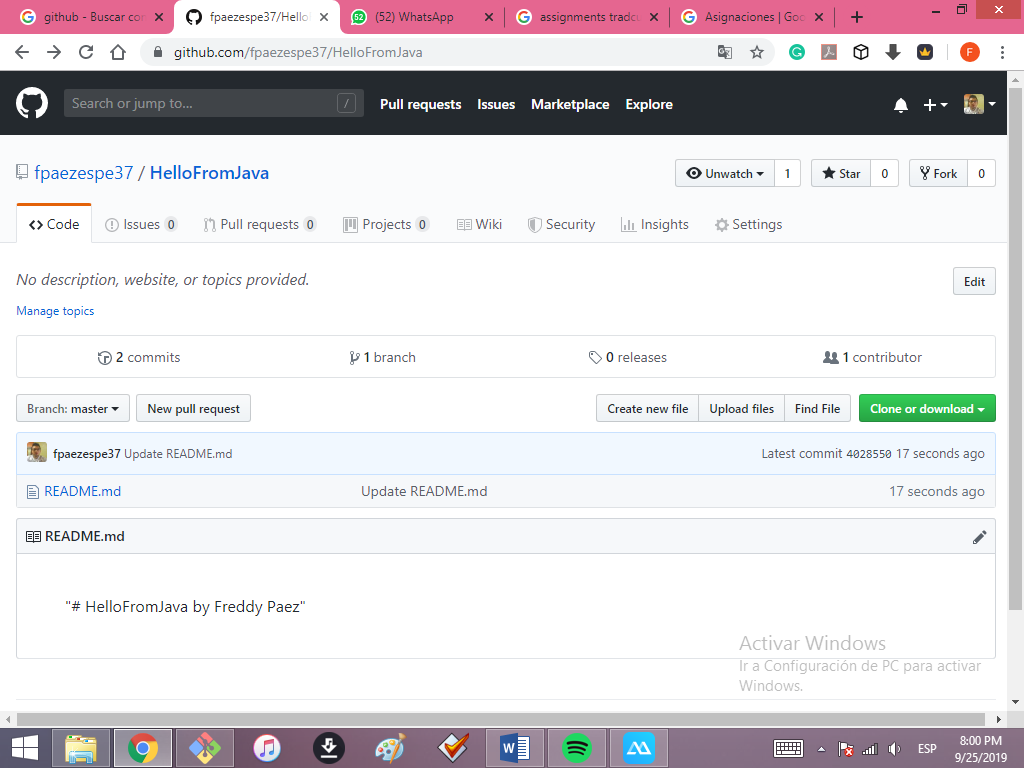 github - Buscar con
fpaezespe37/Hello
(52) WhatsApp
assignments tradcu
Asignaciones | Goo
github.com/fpaezespe37/HelloFromJava
F
Search or jump to...
/
Pull requests
Issues
Marketplace
Explore
fpaezespe37 / HelloFromJava
Unwatch 1
Star 0
Fork 0
Code
Issues 0
Pull requests 0
Projects 0
Wiki
Security
Insights
Settings
No description, website, or topics provided.
Edit
Manage topics
2 commits
1 branch
0 releases
1 contributor
Branch: master
New pull request
Create new file
Upload files
Find File
Clone or download
fpaezespe37 Update README.md
Latest commit 4028550 17 seconds ago
README.md
Update README.md
17 seconds ago
README.md
"# HelloFromJava by Freddy Paez"
Activar Windows
Ir a Configuración de PC para activar
Windows.
ESP
8:00 PM
9/25/2019